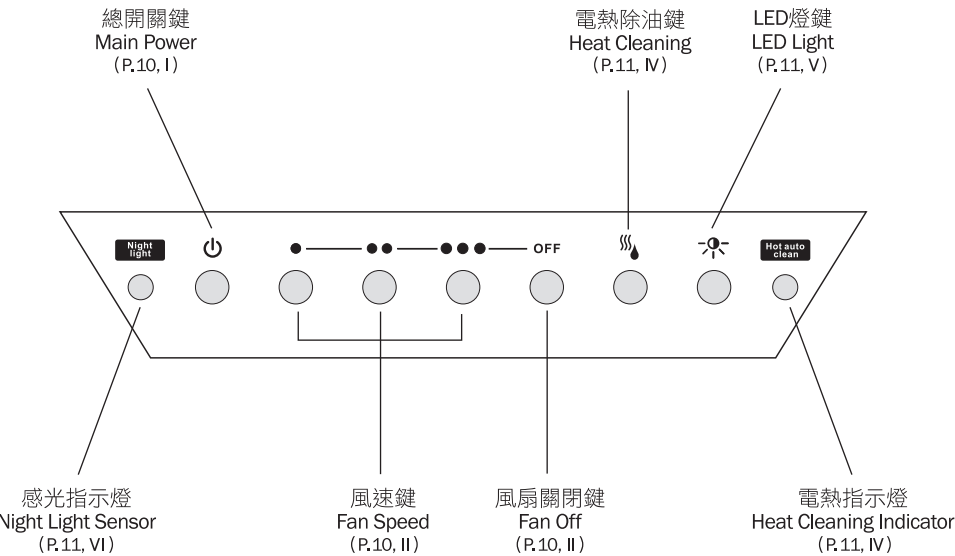 總開關鍵
Main Power
(P.10, I)
電熱除油鍵
Heat Cleaning
(P.11, IV)
LED燈鍵
LED Light
(P.11, V)
Night
light
OFF
Hot auto
clean
感光指示燈
Night Light Sensor
(P.11, VI)
風速鍵
Fan Speed
(P.10, II)
風扇關閉鍵
Fan Off
(P.10, II)
電熱指示燈
Heat Cleaning Indicator
(P.11, IV)